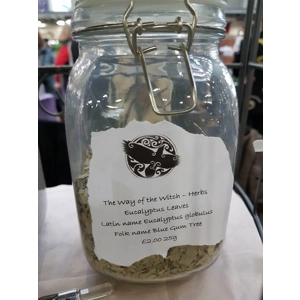 The Way of the Witch – Herbs
Eucalyptus Leaves
Latin name Eucalyptus globulus
Folk name Blue Gum Tree
£2.00 25g